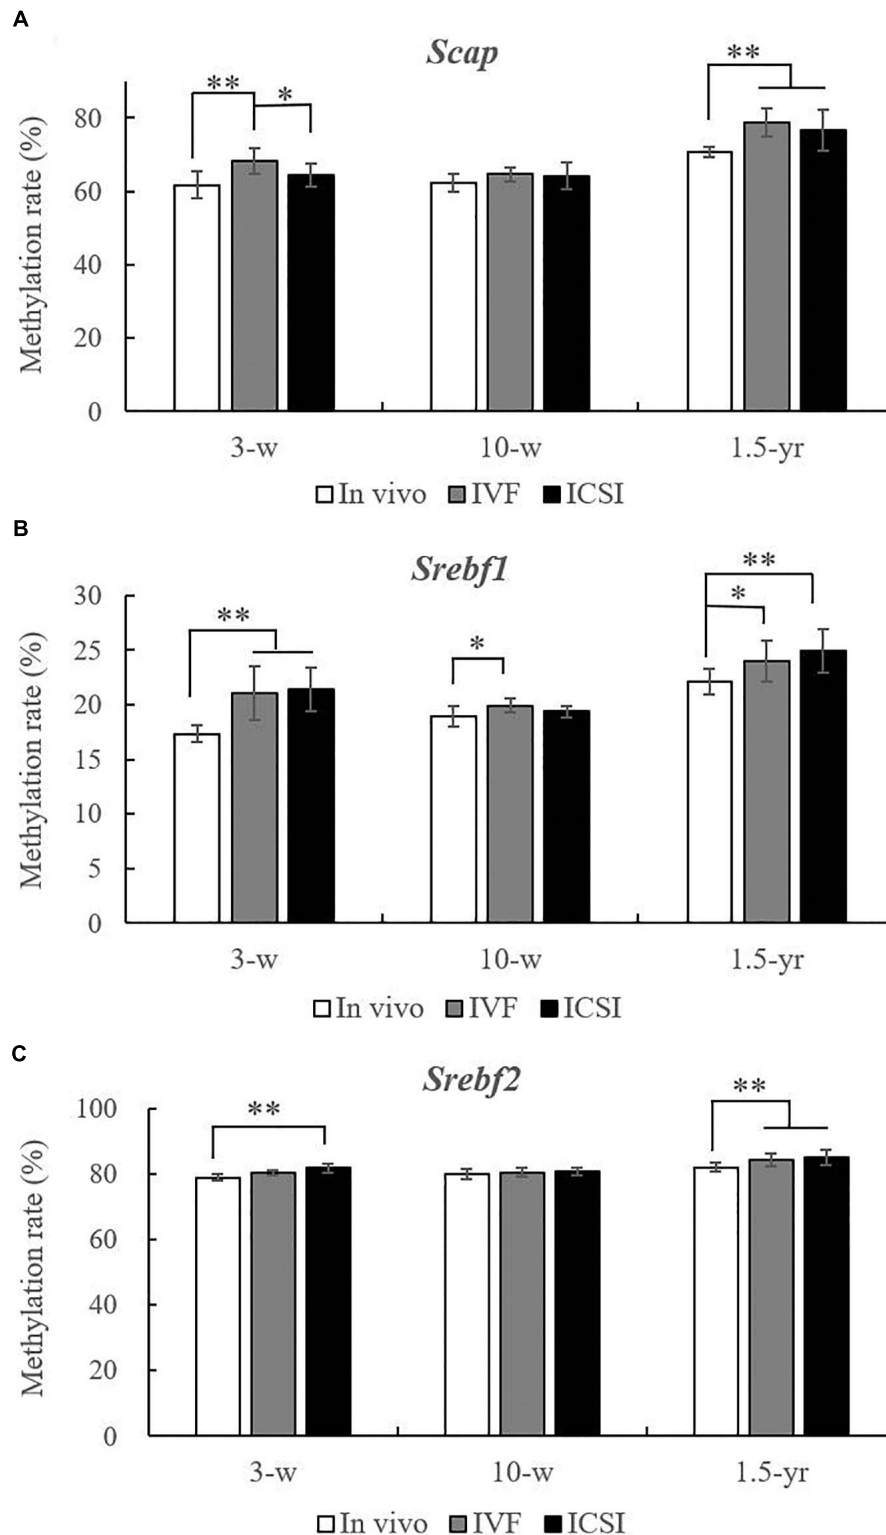 A
Scap
** * **
Methylation rate (%)
80
60
40
20
0
3-w 10-w 1.5-yr
In vivo IVF ICSI
B
Srebf1
** * * **
Methylation rate (%)
30
25
20
15
10
5
0
3-w 10-w 1.5-yr
In vivo IVF ICSI
C
Srebf2
** **
Methylation rate (%)
100
80
60
40
20
0
3-w 10-w 1.5-yr
In vivo IVF ICSI